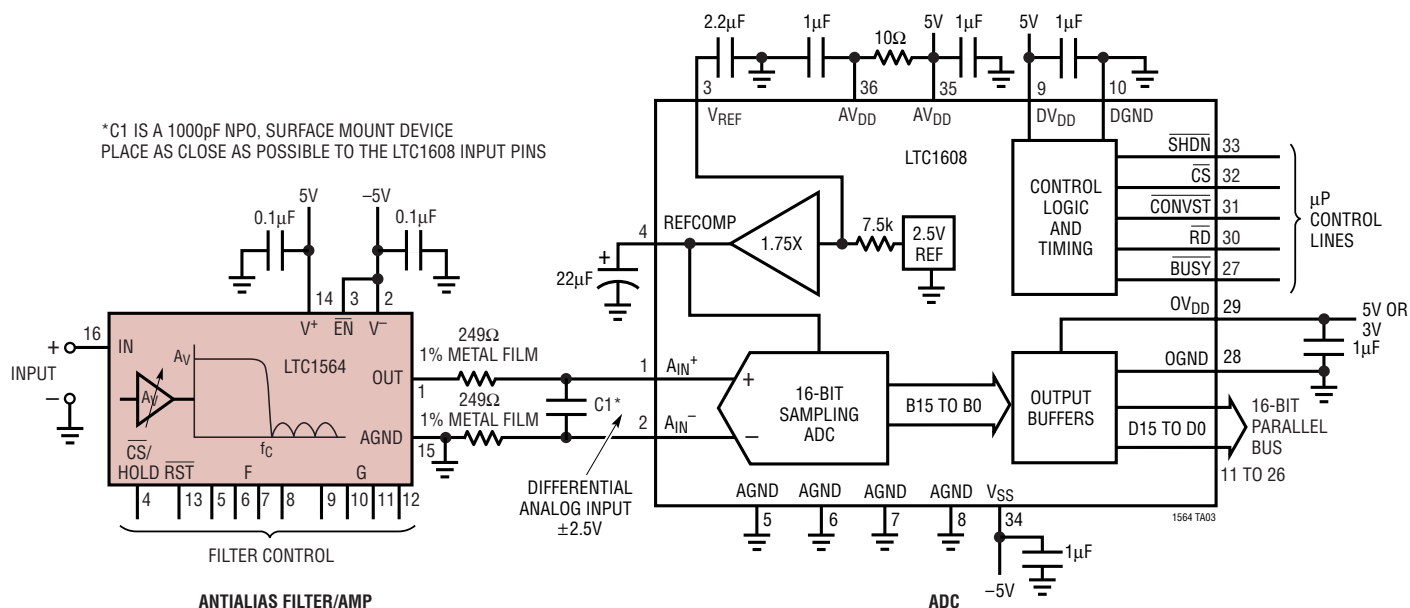 2.2μF
1μF
10Ω
5V
1μF
5V
1μF
3
36
35
9
10
VREF
AVDD
AVDD
DVDD
DGND
*C1 IS A 1000pF NPO, SURFACE MOUNT DEVICE
PLACE AS CLOSE AS POSSIBLE TO THE LTC1608 INPUT PINS
LTC1608
SHDN 33
CS 32
CONVST 31
RD 30
BUSY 27
CONTROL
LOGIC
AND
TIMING
μP
CONTROL
LINES
5V
–5V
0.1μF
0.1μF
4
REFCOMP
1.75X
7.5k
2.5V
REF
+
22μF
14
3
2
V+
EN
V–
16
IN
LTC1564
AV
AV
fC
OUT
1
AGND
15
+
INPUT
–
CS/
HOLD
RST
F
G
4
13
5
6
7
8
9
10
11
12
FILTER CONTROL
ANTIALIAS FILTER/AMP
249Ω
1% METAL FILM
249Ω
1% METAL FILM
C1*
1
AIN+
2
AIN–
DIFFERENTIAL
ANALOG INPUT
±2.5V
+
–
16-BIT
SAMPLING
ADC
B15 TO B0
OUTPUT
BUFFERS
OVDD
29
5V OR
3V
1μF
OGND
28
D15 TO D0
16-BIT
PARALLEL
BUS
11 TO 26
AGND
AGND
AGND
AGND
VSS
5
6
7
8
34
1μF
–5V
1564 TA03
ADC